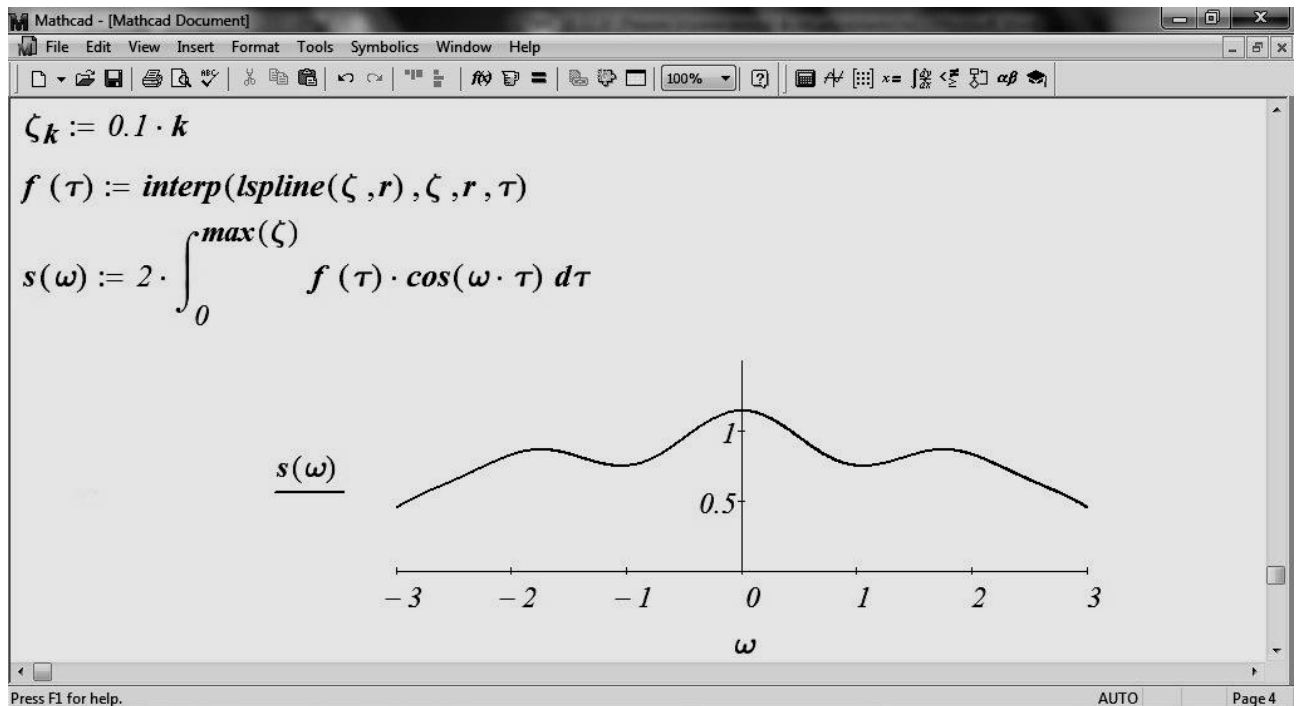 Mathcad - [Mathcad Document]
File Edit View Insert Format Tools Symbolics Window Help
100%
ζk := 0.1 · k
f (τ) := interp(lspline(ζ ,r) ,ζ ,r , τ)
s(ω) := 2 · ∫0^max(ζ) f (τ) · cos(ω · τ) dτ
1
s(ω)
0.5
− 3 − 2 − 1 0 1 2 3
ω
Press F1 for help. AUTO Page 4